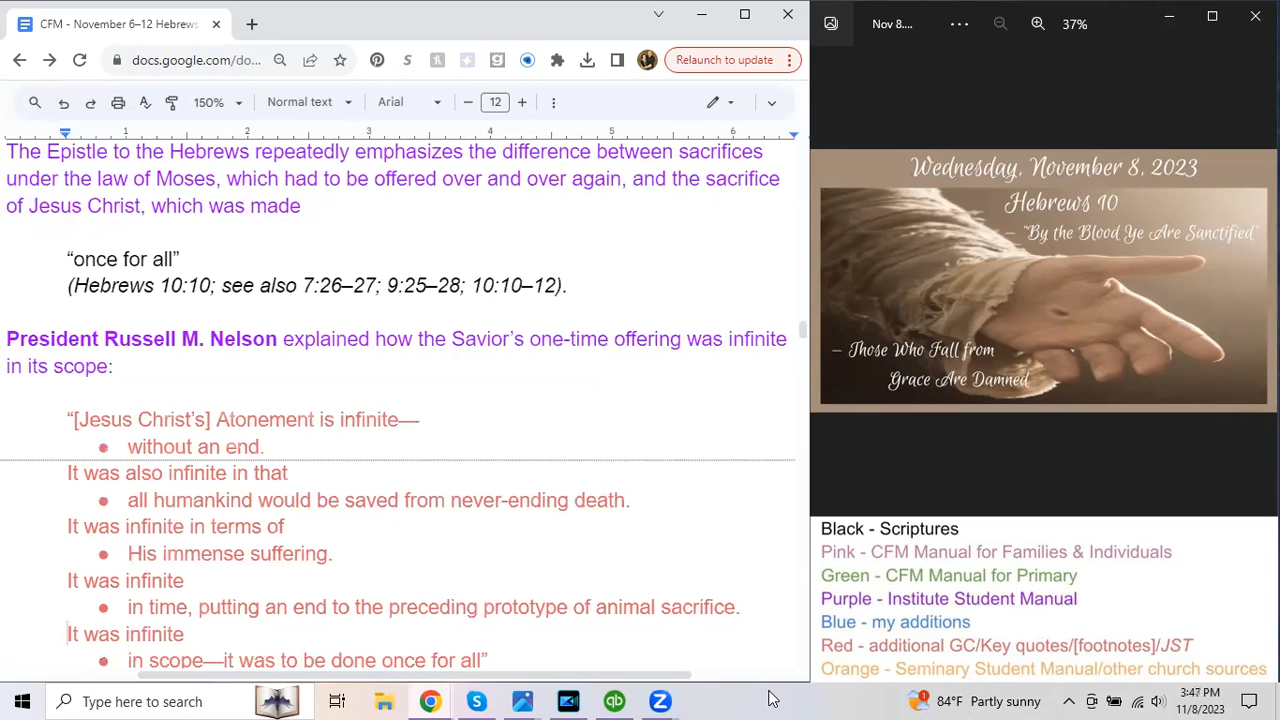 CFM – November 6–12 Hebrews
docs.google.com/do...
Relaunch to update
150%
Normal text
Arial
12
1
2
3
4
5
6
The Epistle to the Hebrews repeatedly emphasizes the difference between sacrifices
under the law of Moses, which had to be offered over and over again, and the sacrifice
of Jesus Christ, which was made
“once for all”
(Hebrews 10:10; see also 7:26–27; 9:25–28; 10:10–12).
President Russell M. Nelson explained how the Savior’s one-time offering was infinite
in its scope:
“[Jesus Christ’s] Atonement is infinite—
● without an end.
It was also infinite in that
● all humankind would be saved from never-ending death.
It was infinite in terms of
● His immense suffering.
It was infinite
● in time, putting an end to the preceding prototype of animal sacrifice.
It was infinite
● in scope—it was to be done once for all”
Nov 8....
37%
Wednesday, November 8, 2023
Hebrews 10
– “By the Blood Ye Are Sanctified”
– Those Who Fall from
Grace Are Damned
Black - Scriptures
Pink - CFM Manual for Families & Individuals
Green - CFM Manual for Primary
Purple - Institute Student Manual
Blue - my additions
Red - additional GC/Key quotes/[footnotes]/JST
Orange - Seminary Student Manual/other church sources
Type here to search
84°F Partly sunny
3:47 PM
11/8/2023